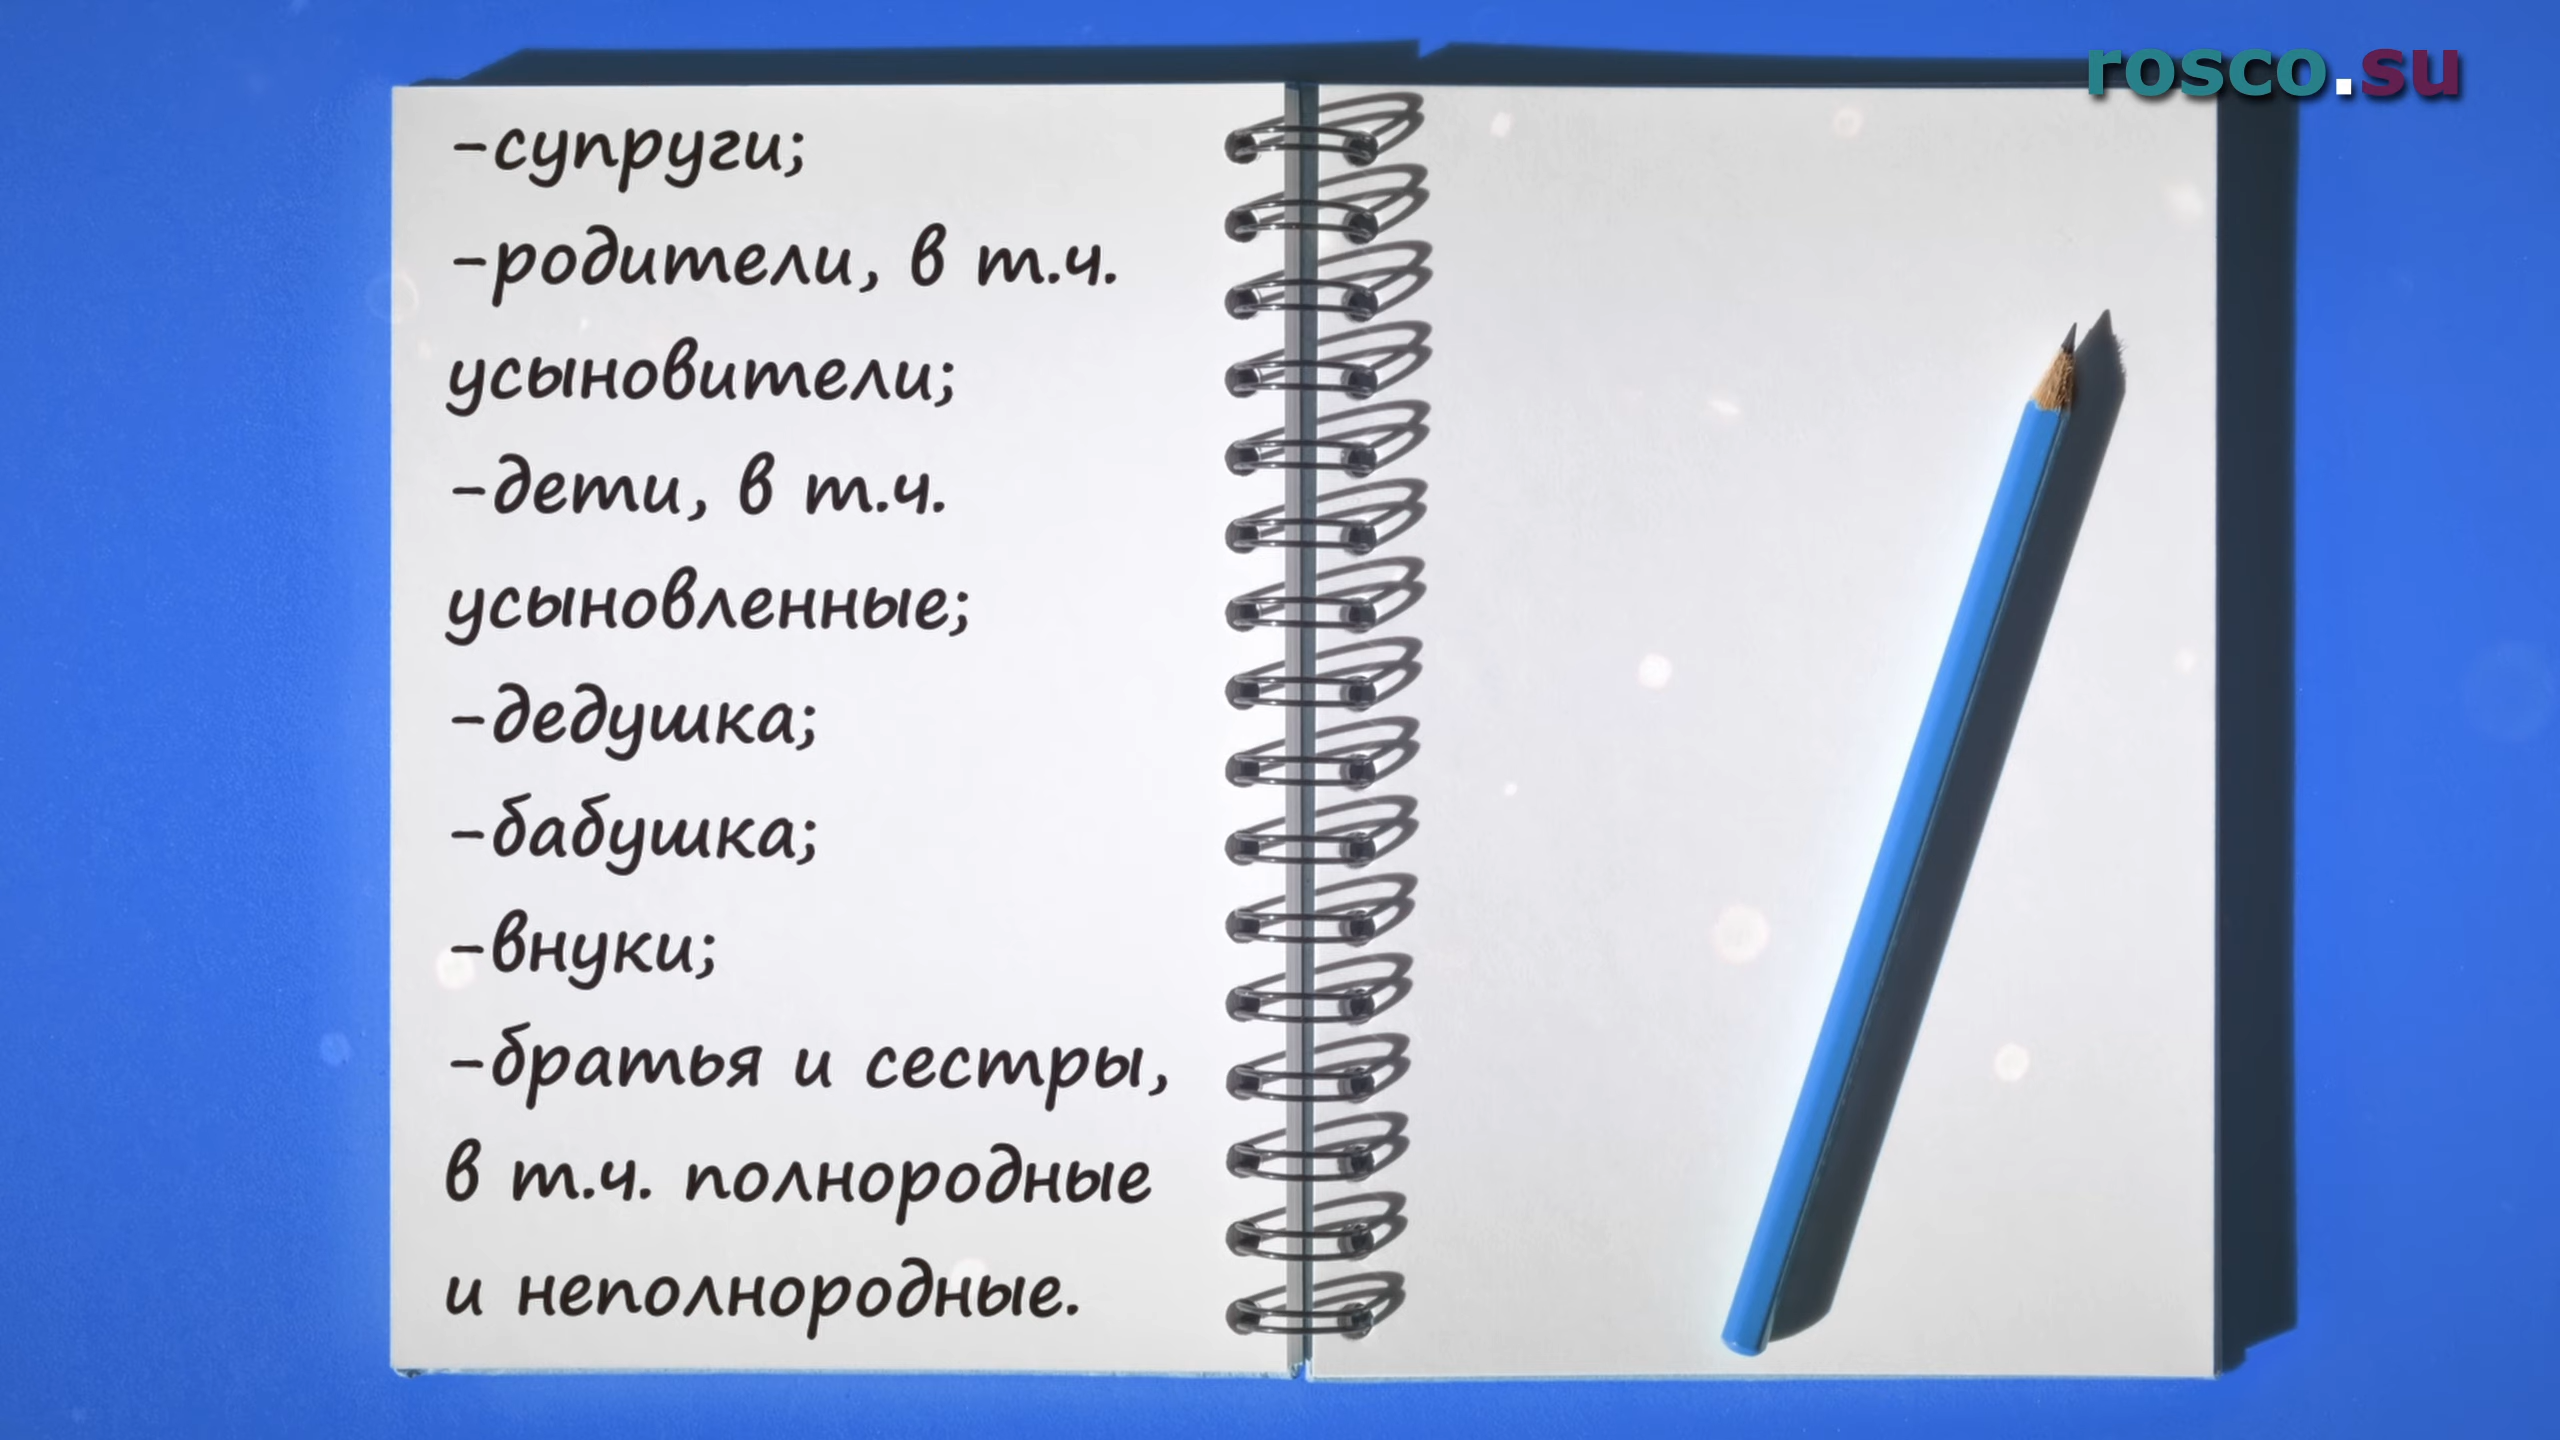 rosco.su
-супруги;
-родители, в т.ч.
усыновители;
-дети, в т.ч.
усыновленные;
-дедушка;
-бабушка;
-внуки;
-братья и сестры,
в т.ч. полнородные
и неполнородные.